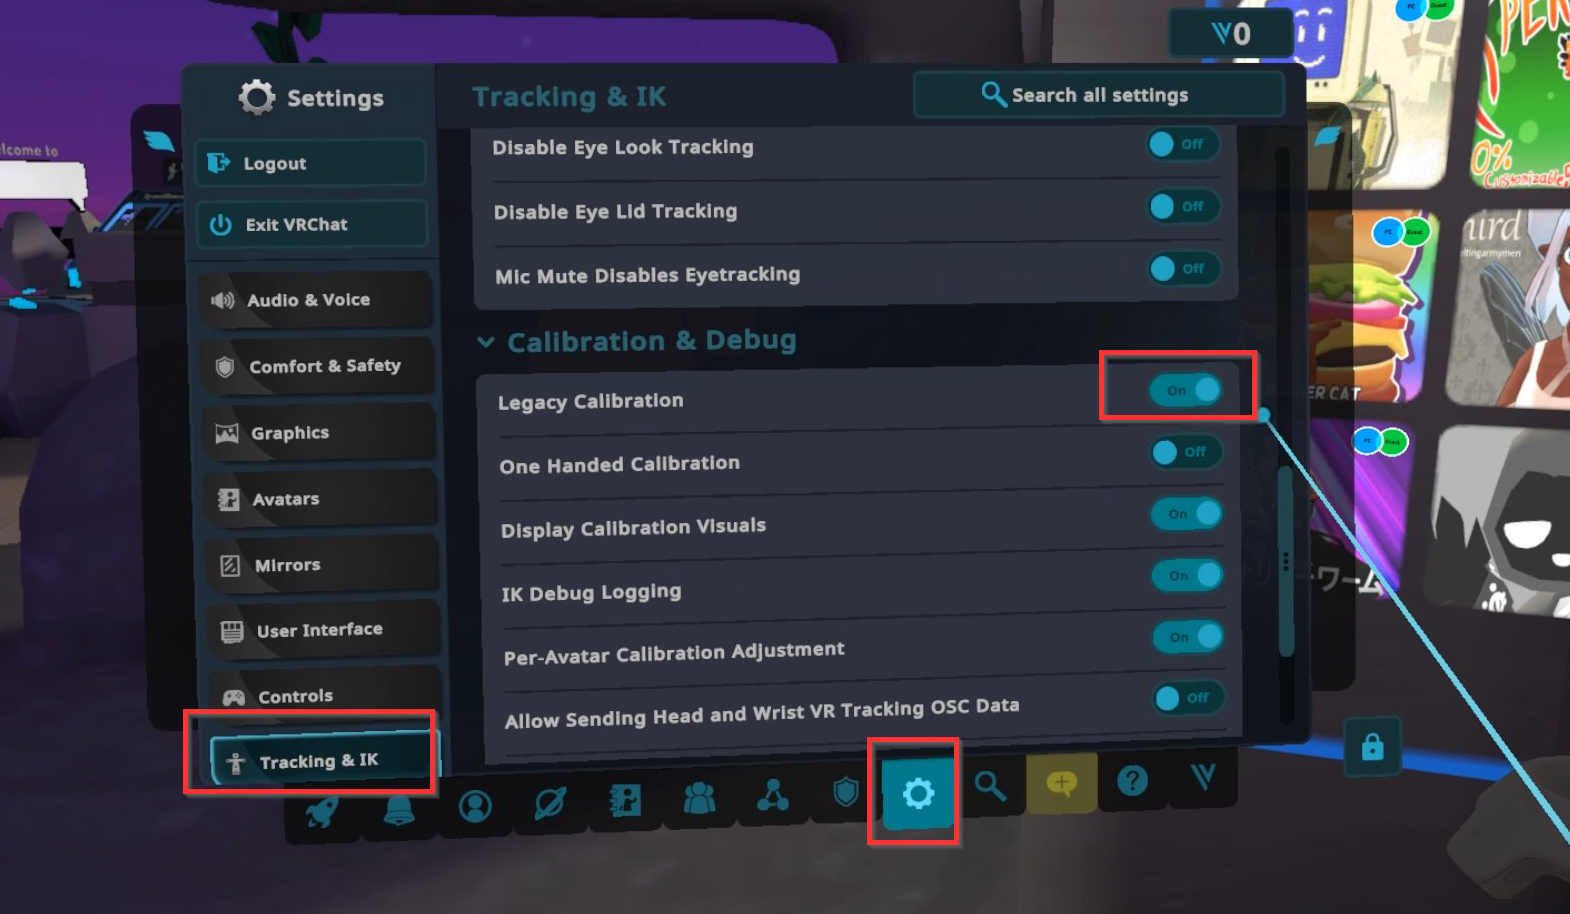 0
Settings
Tracking & IK
Search all settings
Logout
Exit VRChat
Audio & Voice
Comfort & Safety
Graphics
Avatars
Mirrors
User Interface
Controls
Tracking & IK
Disable Eye Look Tracking
Off
Disable Eye Lid Tracking
Off
Mic Mute Disables Eyetracking
Off
Calibration & Debug
Legacy Calibration
On
One Handed Calibration
Off
Display Calibration Visuals
On
IK Debug Logging
On
Per-Avatar Calibration Adjustment
On
Allow Sending Head and Wrist VR Tracking OSC Data
Off
lcome to
PER
0%
Customizable
hird
eltingarmymen
ER CAT
ワーム